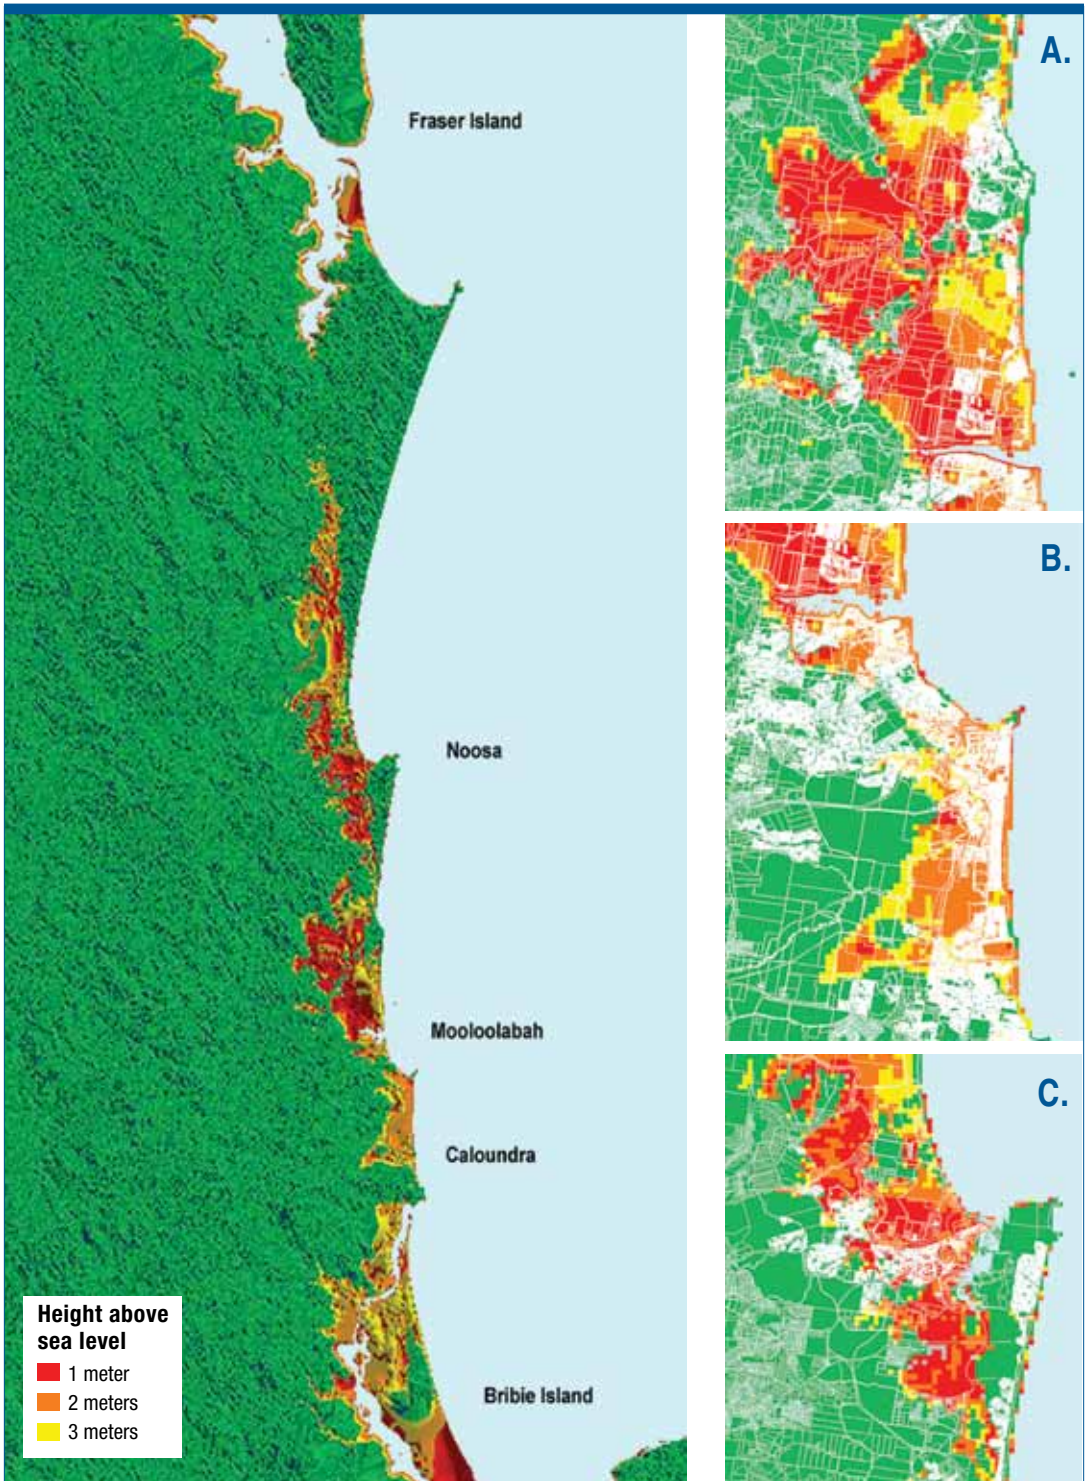 Fraser Island
Noosa
Mooloolabah
Caloundra
Bribie Island
Height above
sea level
1 meter
2 meters
3 meters
A.
B.
C.